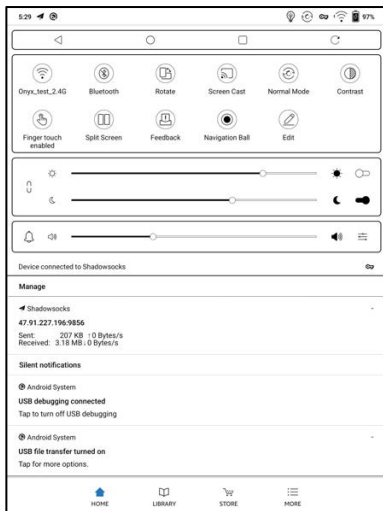 5:29
97%
Onyx_test_2.4G
Bluetooth
Rotate
Screen Cast
Normal Mode
Contrast
Finger touch
enabled
Split Screen
Feedback
Navigation Ball
Edit
Device connected to Shadowsocks
Manage
Shadowsocks
47.91.227.196:9856
Sent: 207 KB ↑0 Bytes/s
Received: 3.18 MB↓0 Bytes/s
Silent notifications
Android System
USB debugging connected
Tap to turn off USB debugging
Android System
USB file transfer turned on
Tap for more options.
HOME
LIBRARY
STORE
MORE